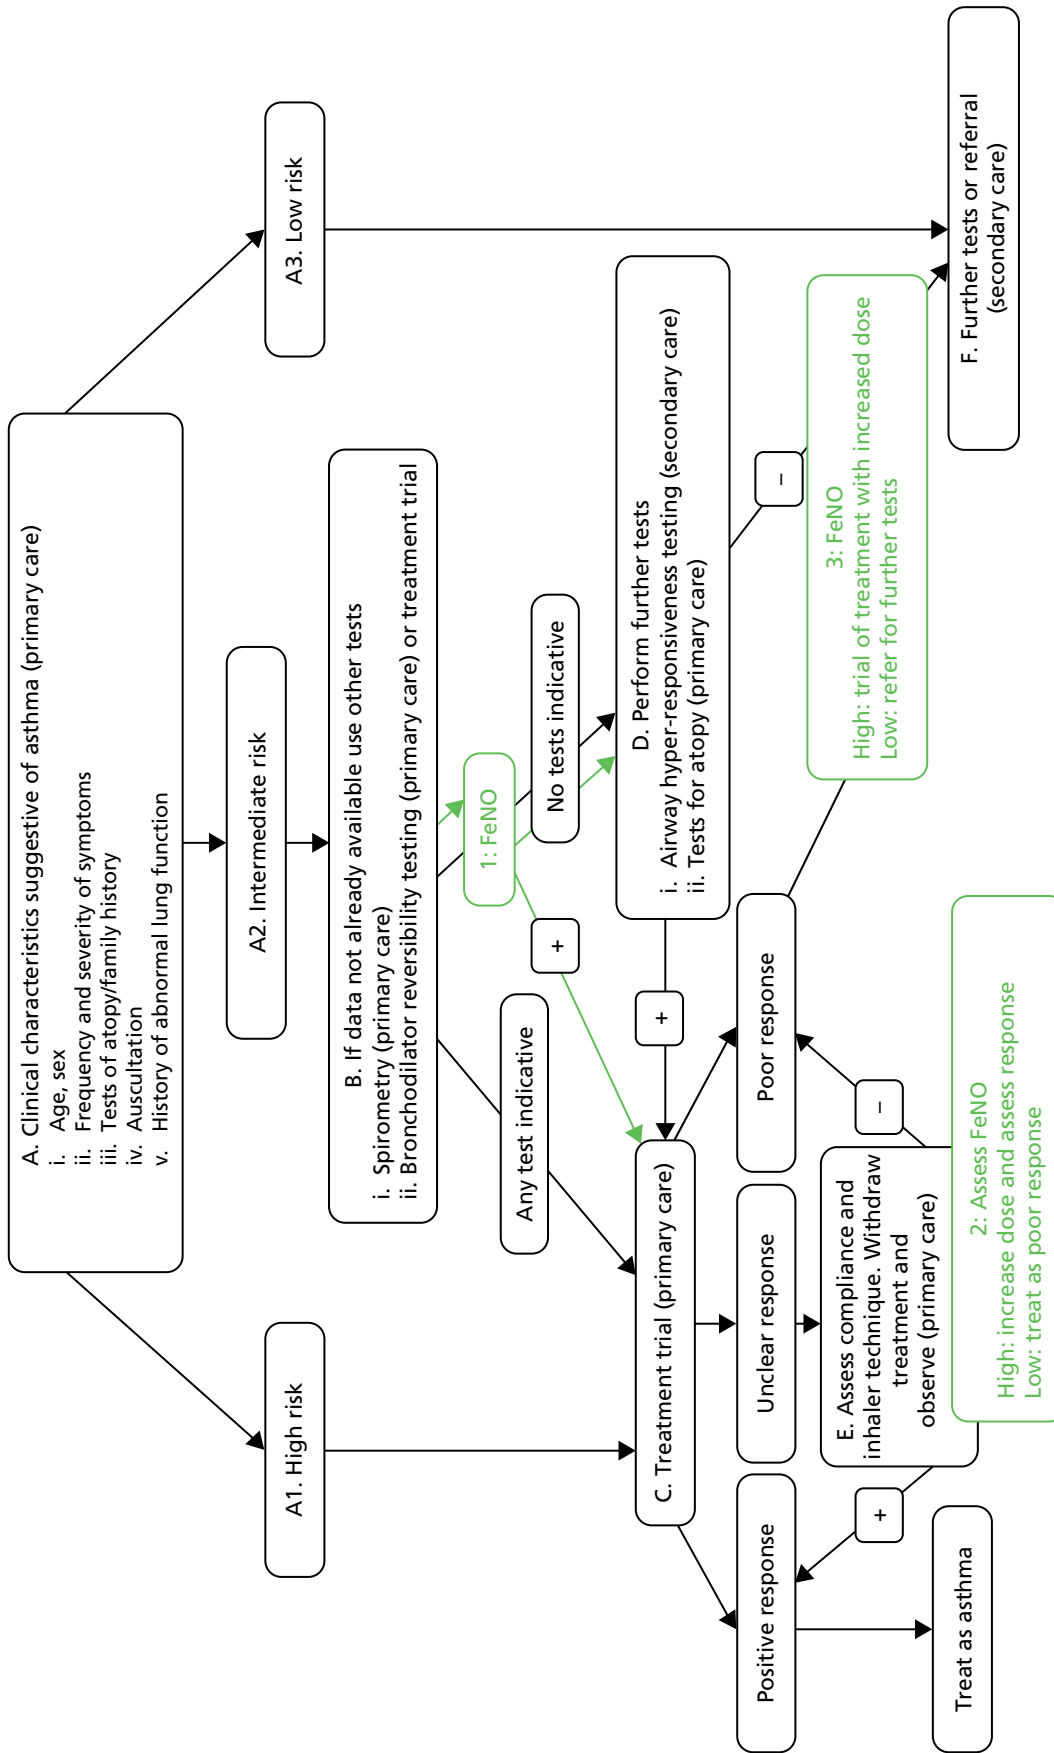 A. Clinical characteristics suggestive of asthma (primary care)
i. Age, sex
ii. Frequency and severity of symptoms
iii. Tests of atopy/family history
iv. Auscultation
v. History of abnormal lung function
A1. High risk
A2. Intermediate risk
A3. Low risk
B. If data not already available use other tests
i. Spirometry (primary care)
ii. Bronchodilator reversibility testing (primary care) or treatment trial
1: FeNO
Any test indicative
+
No tests indicative
D. Perform further tests
i. Airway hyper-responsiveness testing (secondary care)
ii. Tests for atopy (primary care)
C. Treatment trial (primary care)
+
–
Positive response
Unclear response
Poor response
3: FeNO
High: trial of treatment with increased dose
Low: refer for further tests
E. Assess compliance and
inhaler technique. Withdraw
treatment and
observe (primary care)
+
–
2: Assess FeNO
High: increase dose and assess response
Low: treat as poor response
Treat as asthma
F. Further tests or referral
(secondary care)